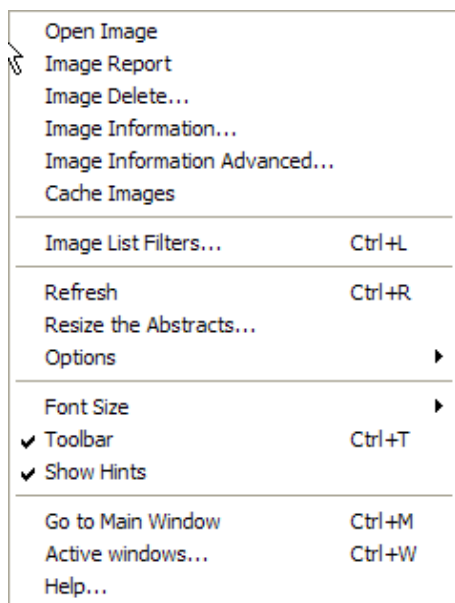 Open Image
Image Report
Image Delete...
Image Information...
Image Information Advanced...
Cache Images
Image List Filters... Ctrl+L
Refresh Ctrl+R
Resize the Abstracts...
Options
Font Size
Toolbar Ctrl+T
Show Hints
Go to Main Window Ctrl+M
Active windows... Ctrl+W
Help...